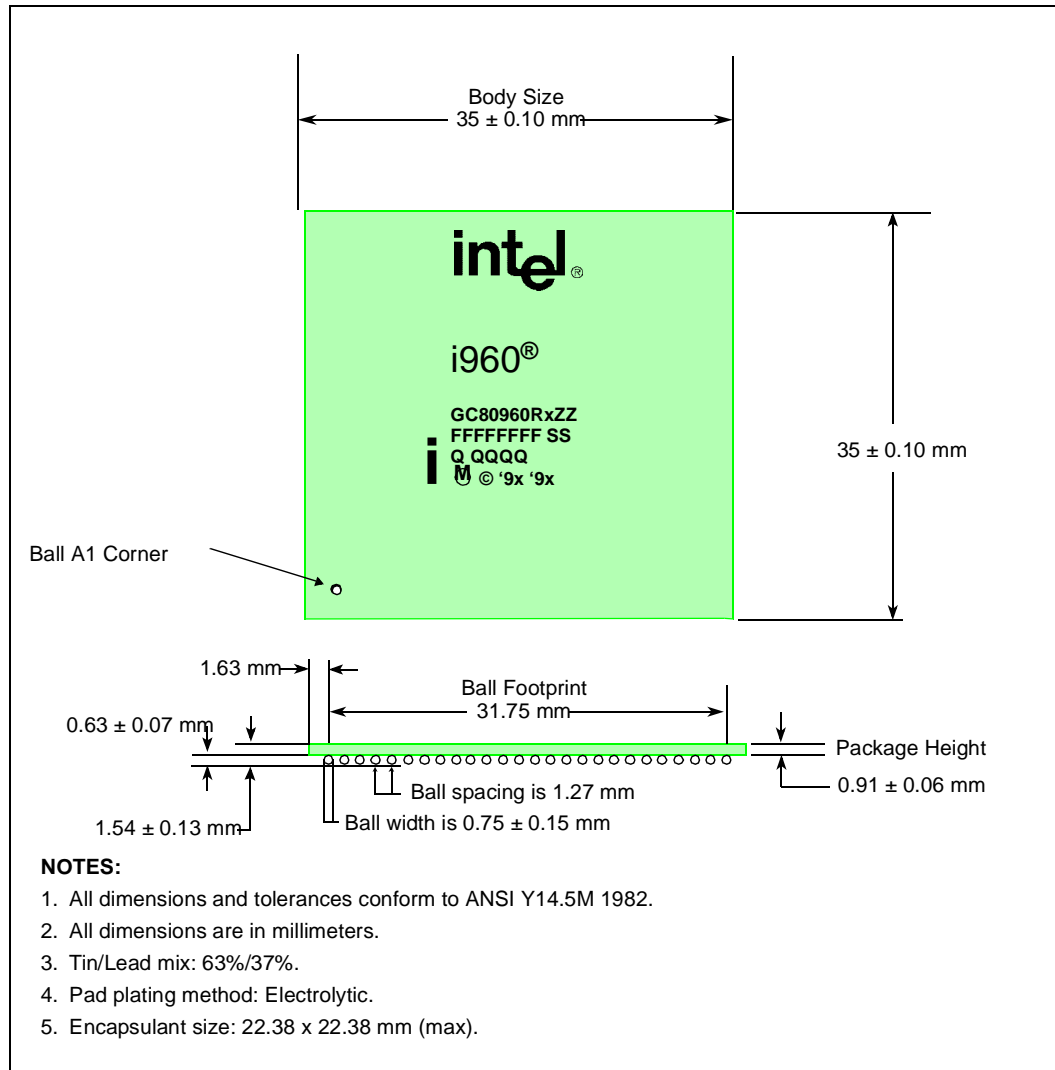 Body Size
35 ± 0.10 mm
intel®
i960®
GC80960RxZZ
FFFFFFFF SS
Q QQQQ
i
M © '9x '9x
35 ± 0.10 mm
Ball A1 Corner
1.63 mm
Ball Footprint
31.75 mm
0.63 ± 0.07 mm
Package Height
0.91 ± 0.06 mm
Ball spacing is 1.27 mm
1.54 ± 0.13 mm
Ball width is 0.75 ± 0.15 mm
NOTES:
1. All dimensions and tolerances conform to ANSI Y14.5M 1982.
2. All dimensions are in millimeters.
3. Tin/Lead mix: 63%/37%.
4. Pad plating method: Electrolytic.
5. Encapsulant size: 22.38 x 22.38 mm (max).